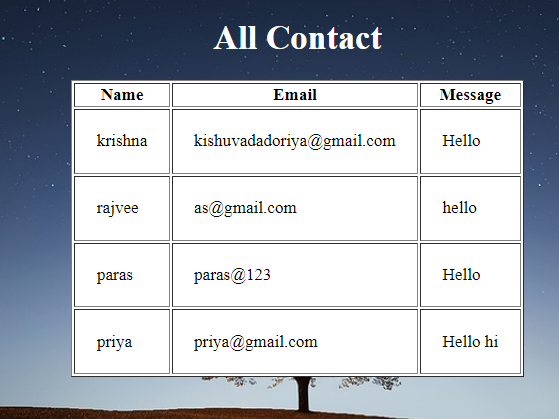 All Contact
Name Email Message
krishna kishuvadadoriya@gmail.com Hello
rajvee as@gmail.com hello
paras paras@123 Hello
priya priya@gmail.com Hello hi